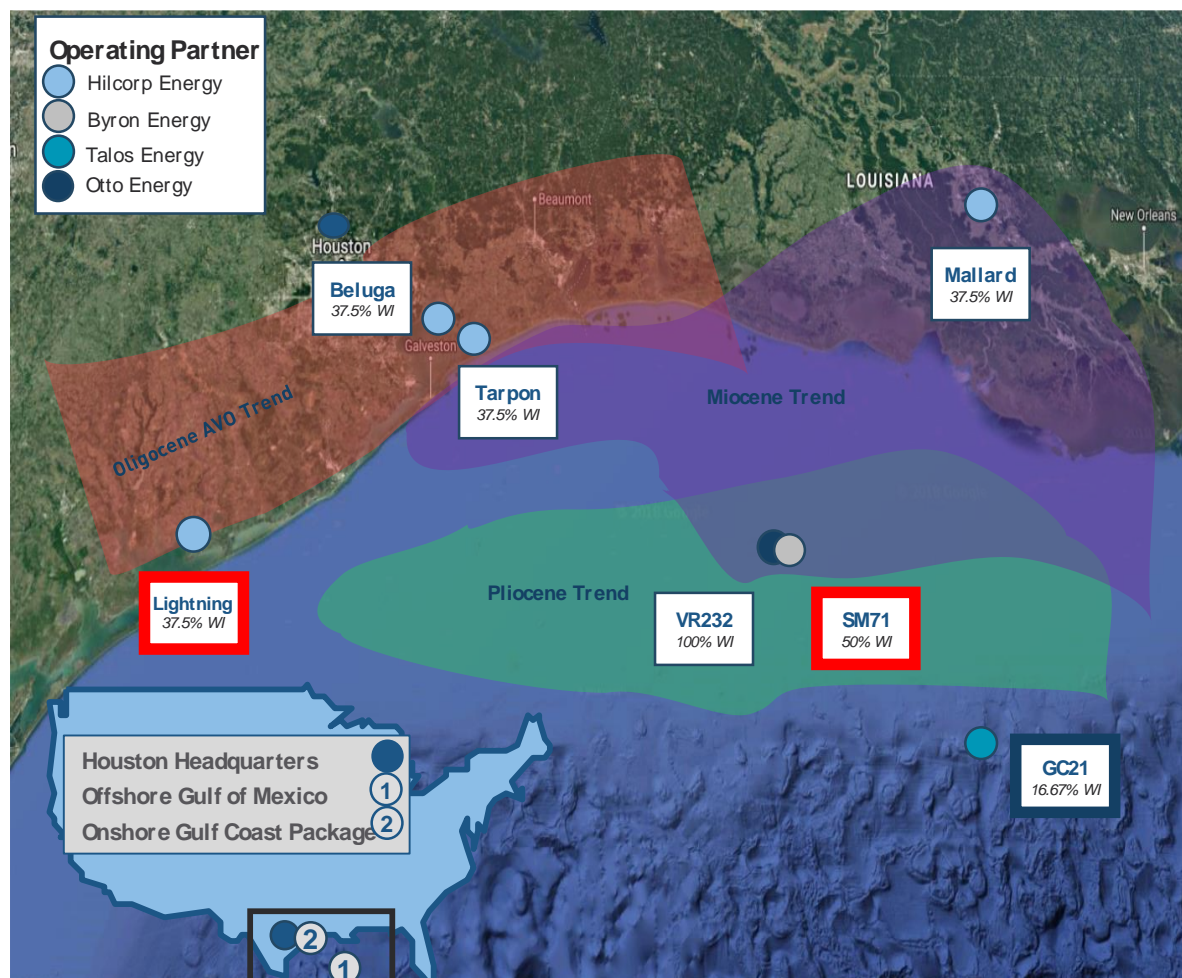 Operating Partner
Hilcorp Energy
Byron Energy
Talos Energy
Otto Energy
LOUISIANA
Beaumont
New Orleans
Houston
Beluga
37.5% WI
Mallard
37.5% WI
Galveston
Tarpon
37.5% WI
Miocene Trend
Oligocene AVO Trend
Pliocene Trend
Lightning
37.5% WI
VR232
100% WI
SM71
50% WI
GC21
16.67% WI
Houston Headquarters
Offshore Gulf of Mexico
1
Onshore Gulf Coast Package
2
2
1